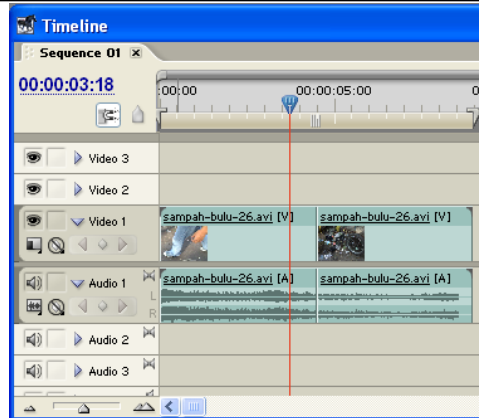 Timeline
Sequence 01
00:00:03:18
:00:00 00:00:05:00 0
Video 3
Video 2
Video 1 sampah-bulu-26.avi [V] sampah-bulu-26.avi [V]
Audio 1 sampah-bulu-26.avi [A] sampah-bulu-26.avi [A]
L
R
Audio 2
Audio 3